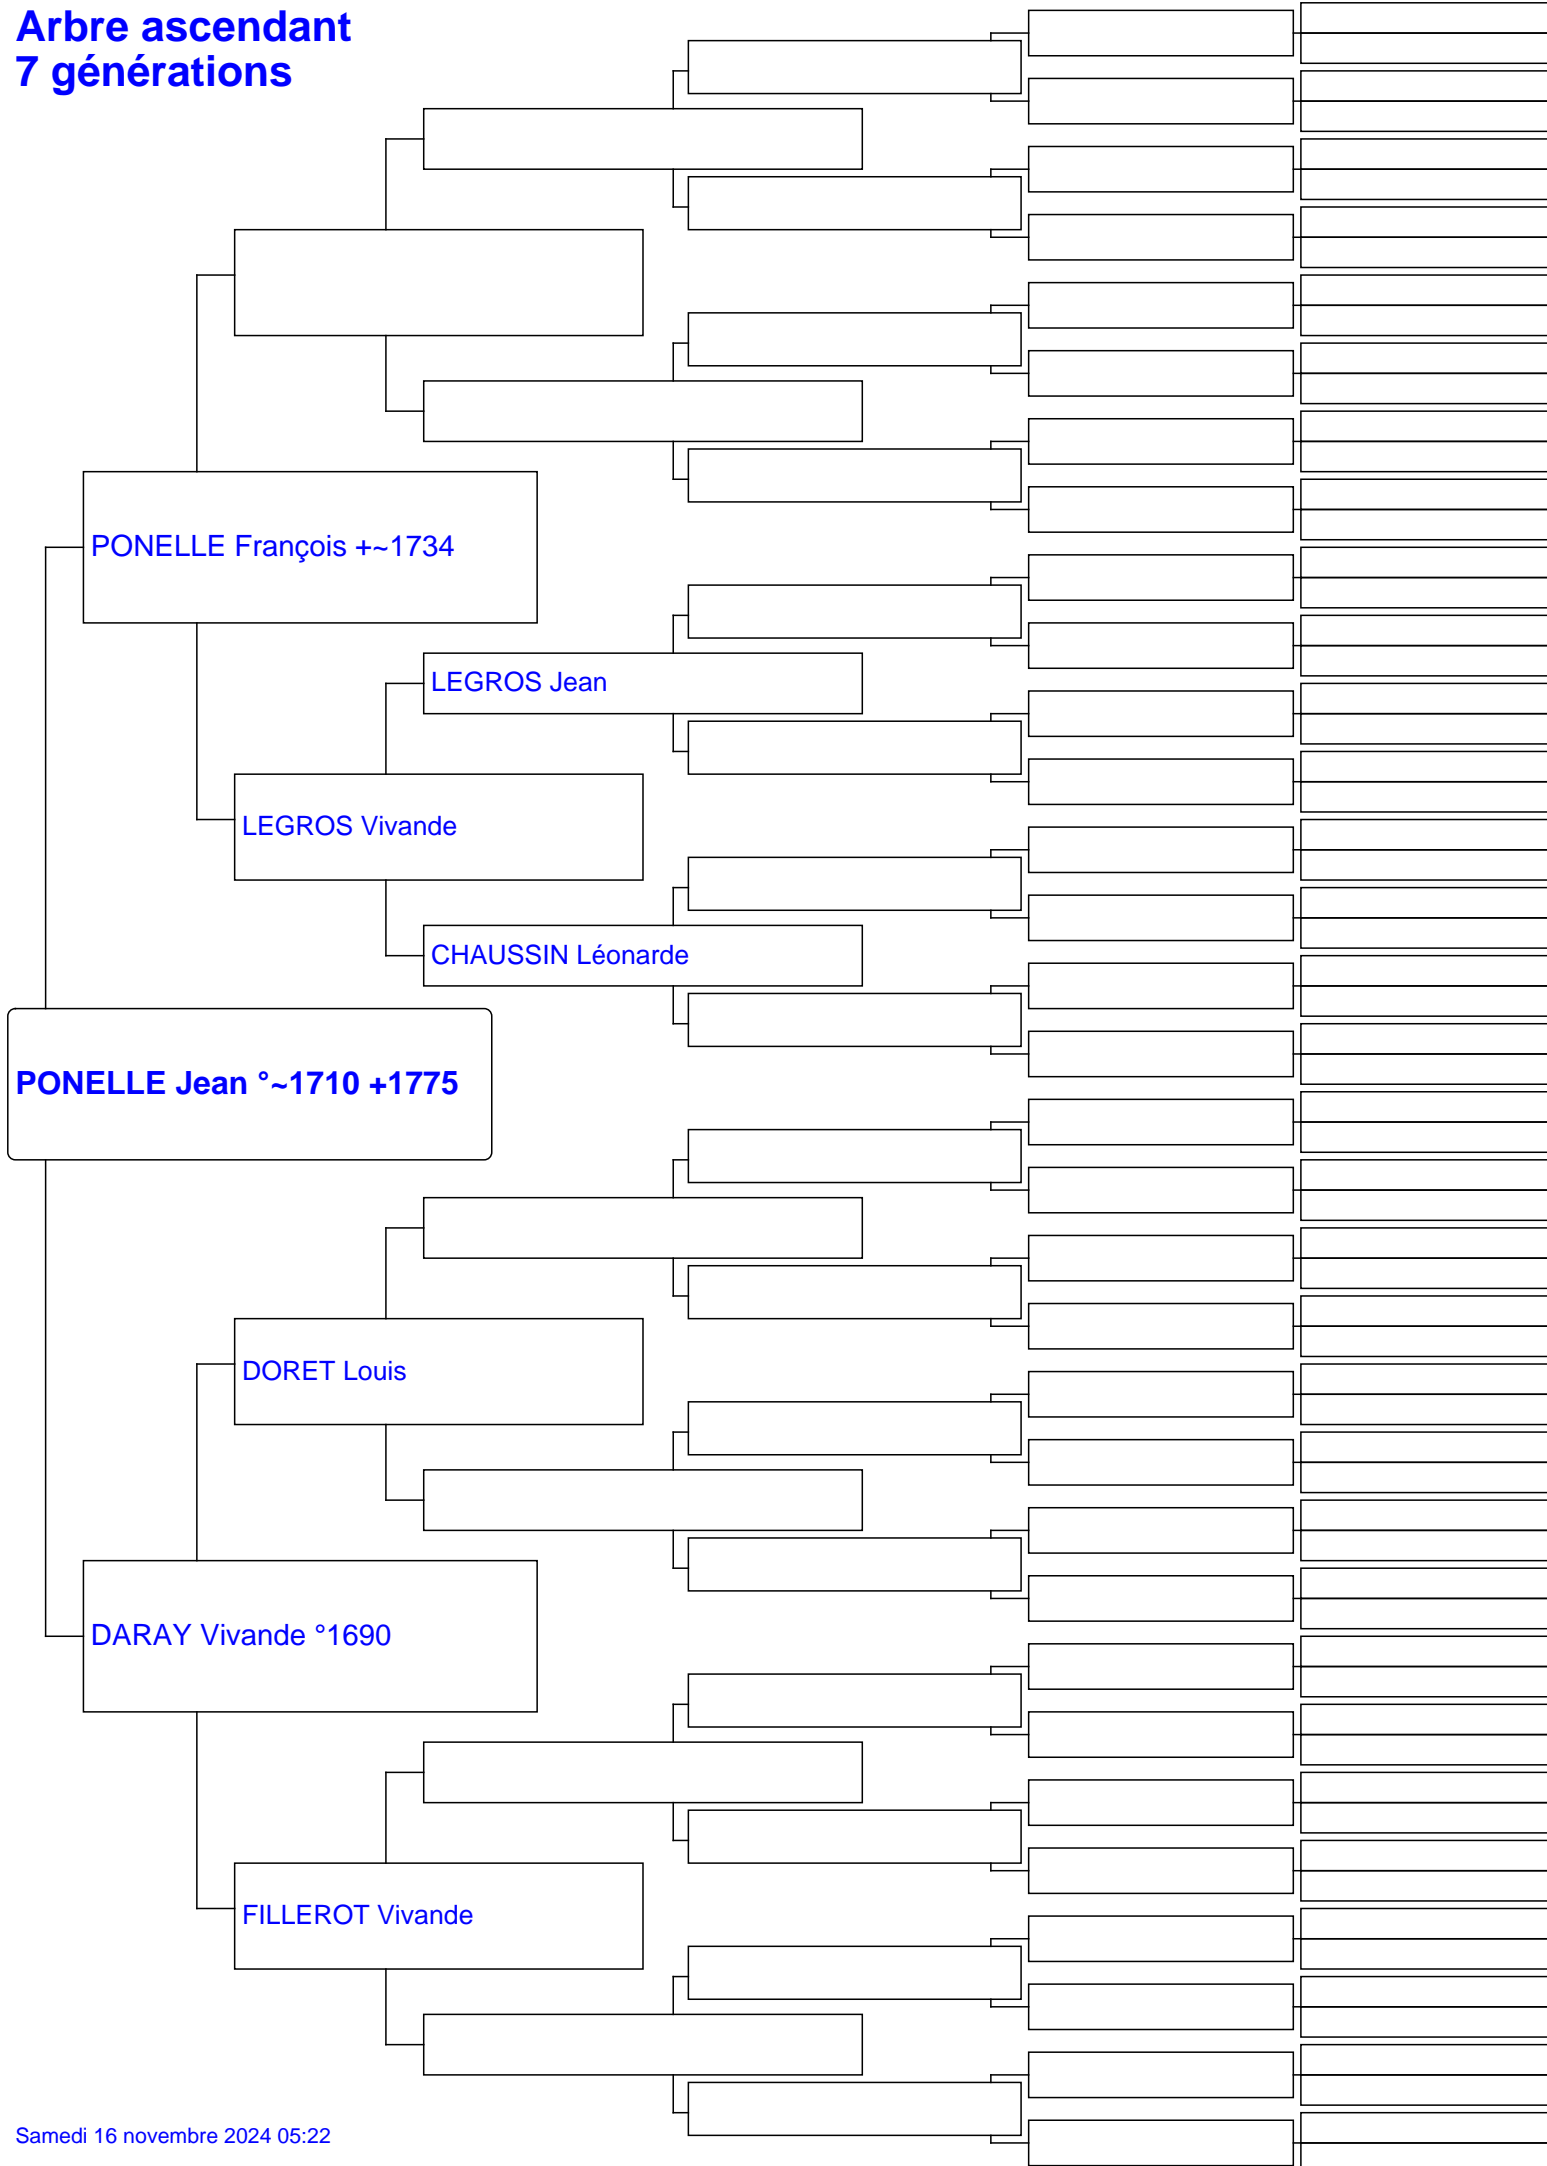 Arbre ascendant
7 générations
PONELLE François +~1734
LEGROS Jean
LEGROS Vivande
CHAUSSIN Léonarde
PONELLE Jean °~1710 +1775
DORET Louis
DARAY Vivande °1690
FILLEROT Vivande
Samedi 16 novembre 2024 05:22